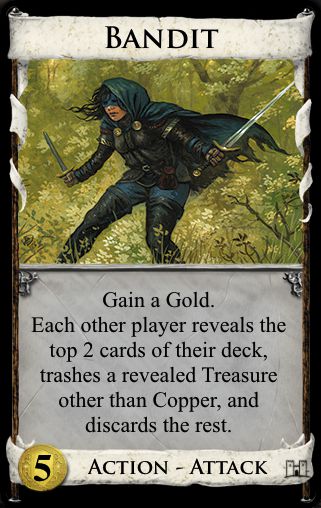 Bandit
Gain a Gold.
Each other player reveals the
top 2 cards of their deck,
trashes a revealed Treasure
other than Copper, and
discards the rest.
5
Action - Attack